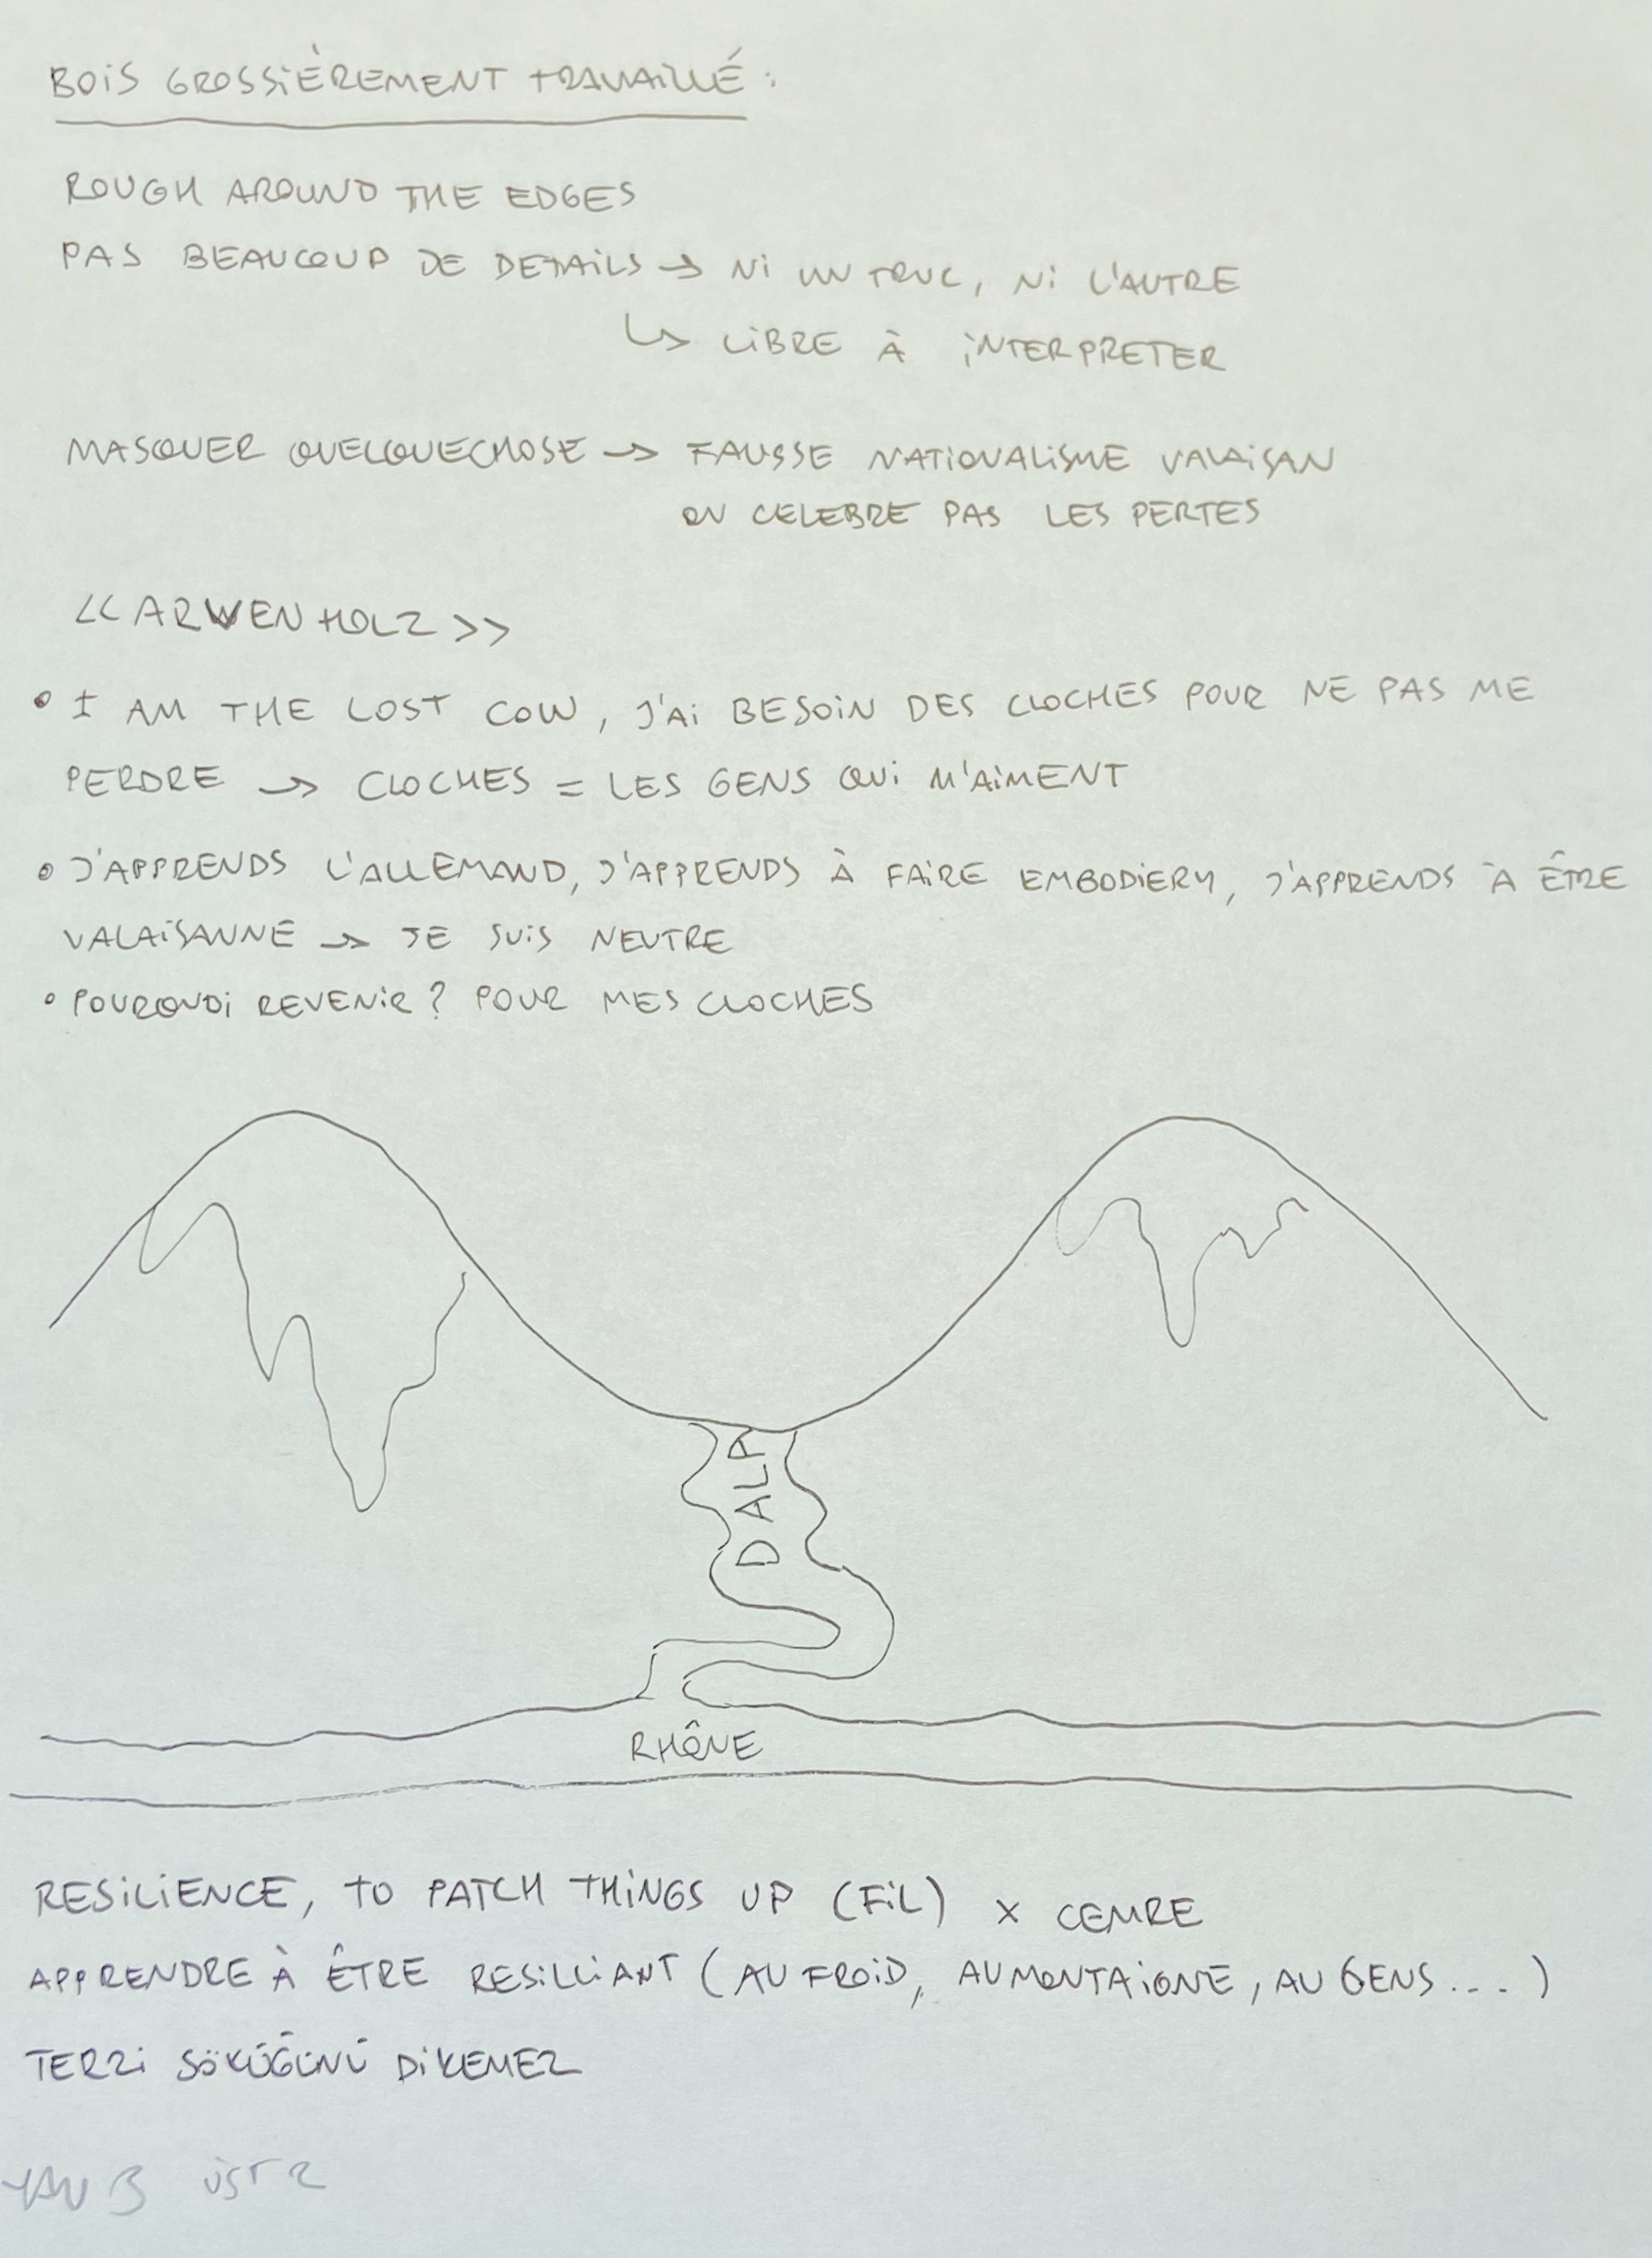 BOIS GROSSIÈREMENT TRAVAILLÉ :
ROUGH AROUND THE EDGES
PAS BEAUCOUP DE DETAILS → NI UN TRUC, NI L'AUTRE
↳ LIBRE À INTERPRETER
MASQUER QUELQUECHOSE → FAUSSE NATIONALISME VALAISAN
ON CELEBRE PAS LES PERTES
<<ARWENHOLZ>>
• I AM THE LOST COW, J'AI BESOIN DES CLOCHES POUR NE PAS ME
PERDRE → CLOCHES = LES GENS QUI M'AIMENT
• J'APPRENDS L'ALLEMAND, J'APPRENDS À FAIRE EMBODIERY, J'APPRENDS À ÊTRE
VALAISANNE → JE SUIS NEUTRE
• POURQUOI REVENIR? POUR MES CLOCHES
DALA
RHÔNE
RESILIENCE, TO PATCH THINGS UP (FIL) x CEMRE
APPRENDRE À ÊTRE RESILLIANT (AU FROID, AU MONTAIGNE, AU GENS...)
TERZI SÖKÜĞÜNÜ DİKEMEZ
YAN 3 ÜST 2